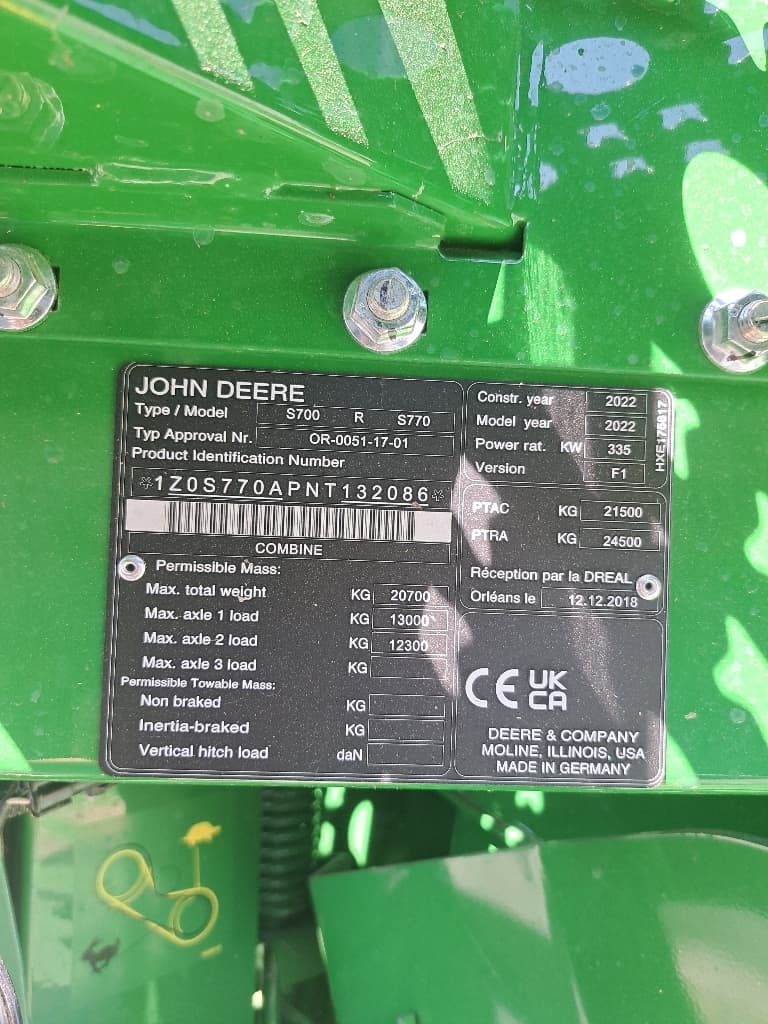 JOHN DEERE
Type / Model S700 R S770
Typ Approval Nr. OR-0051-17-01
Product Identification Number
*1Z0S770APNT132086*
COMBINE
Permissible Mass:
Max. total weight KG 20700
Max. axle 1 load KG 13000
Max. axle 2 load KG 12300
Max. axle 3 load KG
Permissible Towable Mass:
Non braked KG
Inertia-braked KG
Vertical hitch load daN
Constr. year 2022
Model year 2022
Power rat. KW 335
Version F1
HXE175817
PTAC KG 21500
PTRA KG 24500
Réception par la DREAL
Orléans le 12.12.2018
CE UK
CA
DEERE & COMPANY
MOLINE, ILLINOIS, USA
MADE IN GERMANY